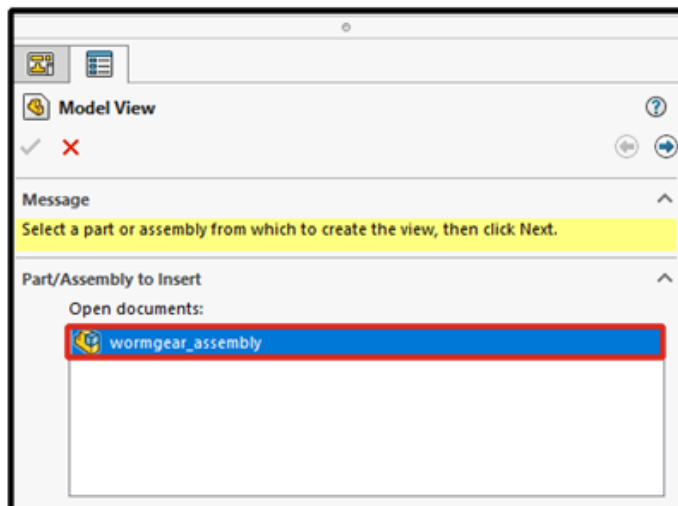 Model View
Message
Select a part or assembly from which to create the view, then click Next.
Part/Assembly to Insert
Open documents:
wormgear_assembly